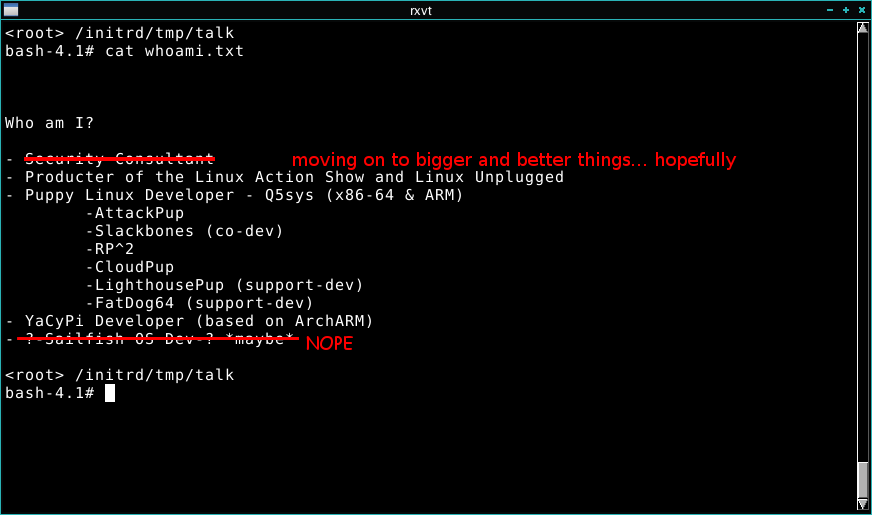 rxvt
<root> /initrd/tmp/talk
bash-4.1# cat whoami.txt
Who am I?
- Security Consultant moving on to bigger and better things... hopefully
- Producter of the Linux Action Show and Linux Unplugged
- Puppy Linux Developer - Q5sys (x86-64 & ARM)
-AttackPup
-Slackbones (co-dev)
-RP^2
-CloudPup
-LighthousePup (support-dev)
-FatDog64 (support-dev)
- YaCyPi Developer (based on ArchARM)
- ?-Sailfish OS Dev-? *maybe* NOPE
<root> /initrd/tmp/talk
bash-4.1#